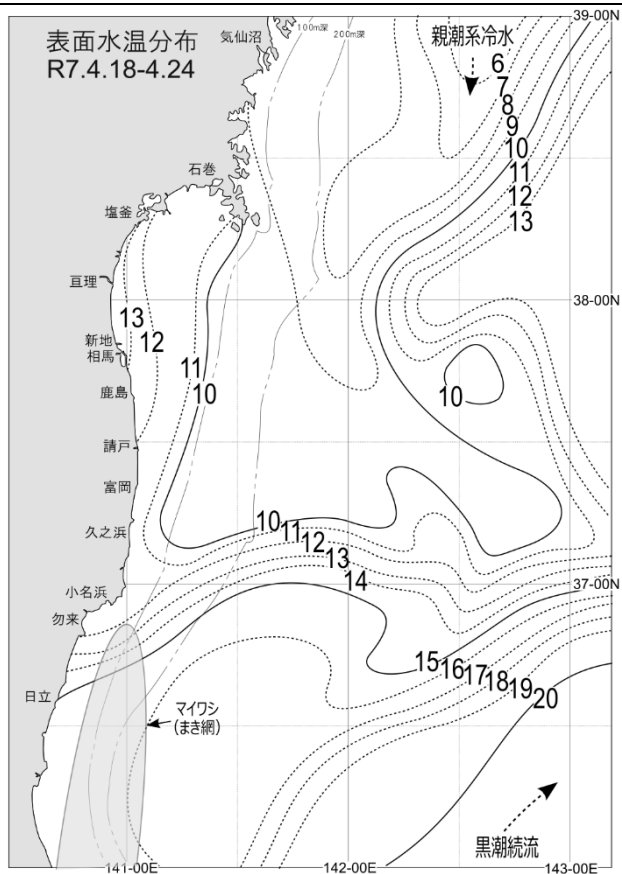 表面水温分布
R7.4.18-4.24
気仙沼
100m深
200m深
親潮系冷水
39-00N
6
7
8
9
10
11
12
13
石巻
塩釜
亘理
38-00N
13
12
新地
相馬
11
10
10
鹿島
請戸
富岡
久之浜
10
11
12
13
14
37-00N
小名浜
勿来
15
16
17
18
19
20
日立
マイワシ
(まき網)
黒潮続流
141-00E
142-00E
143-00E